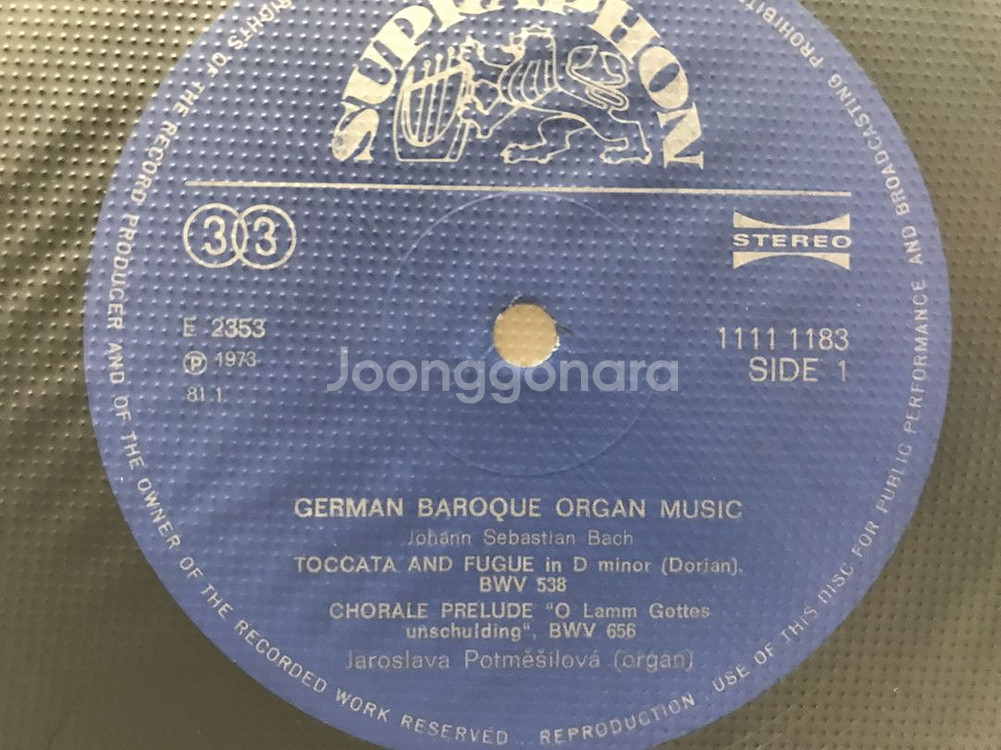 SUPRAPHON
33
STEREO
E 2353
Ⓟ 1973
81 1
1111 1183
SIDE 1
Joonggonara
GERMAN BAROQUE ORGAN MUSIC
Johann Sebastian Bach
TOCCATA AND FUGUE in D minor (Dorian),
BWV 538
CHORALE PRELUDE "O Lamm Gottes
unschulding", BWV 656
Jaroslava Potměšilová (organ)
RIGHTS OF THE RECORD PRODUCER AND OF THE OWNER OF THE RECORDED WORK RESERVED . REPRODUCTION . USE OF THIS DISC FOR PUBLIC PERFORMANCE AND BROADCASTING PROHIBIT